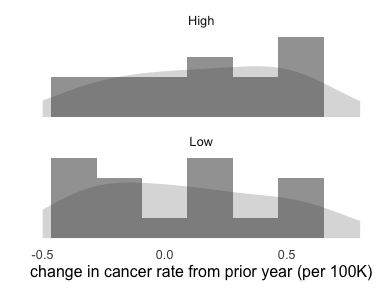 High
Low
-0.5 0.0 0.5
change in cancer rate from prior year (per 100K)